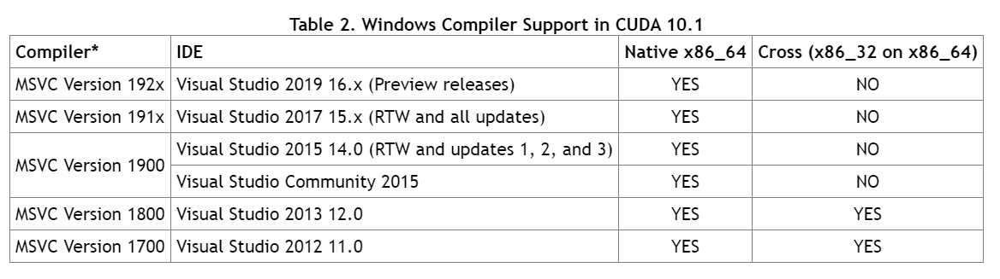 Table 2. Windows Compiler Support in CUDA 10.1
Compiler* IDE Native x86_64 Cross (x86_32 on x86_64)
MSVC Version 192x Visual Studio 2019 16.x (Preview releases) YES NO
MSVC Version 191x Visual Studio 2017 15.x (RTW and all updates) YES NO
MSVC Version 1900 Visual Studio 2015 14.0 (RTW and updates 1, 2, and 3) YES NO
Visual Studio Community 2015 YES NO
MSVC Version 1800 Visual Studio 2013 12.0 YES YES
MSVC Version 1700 Visual Studio 2012 11.0 YES YES